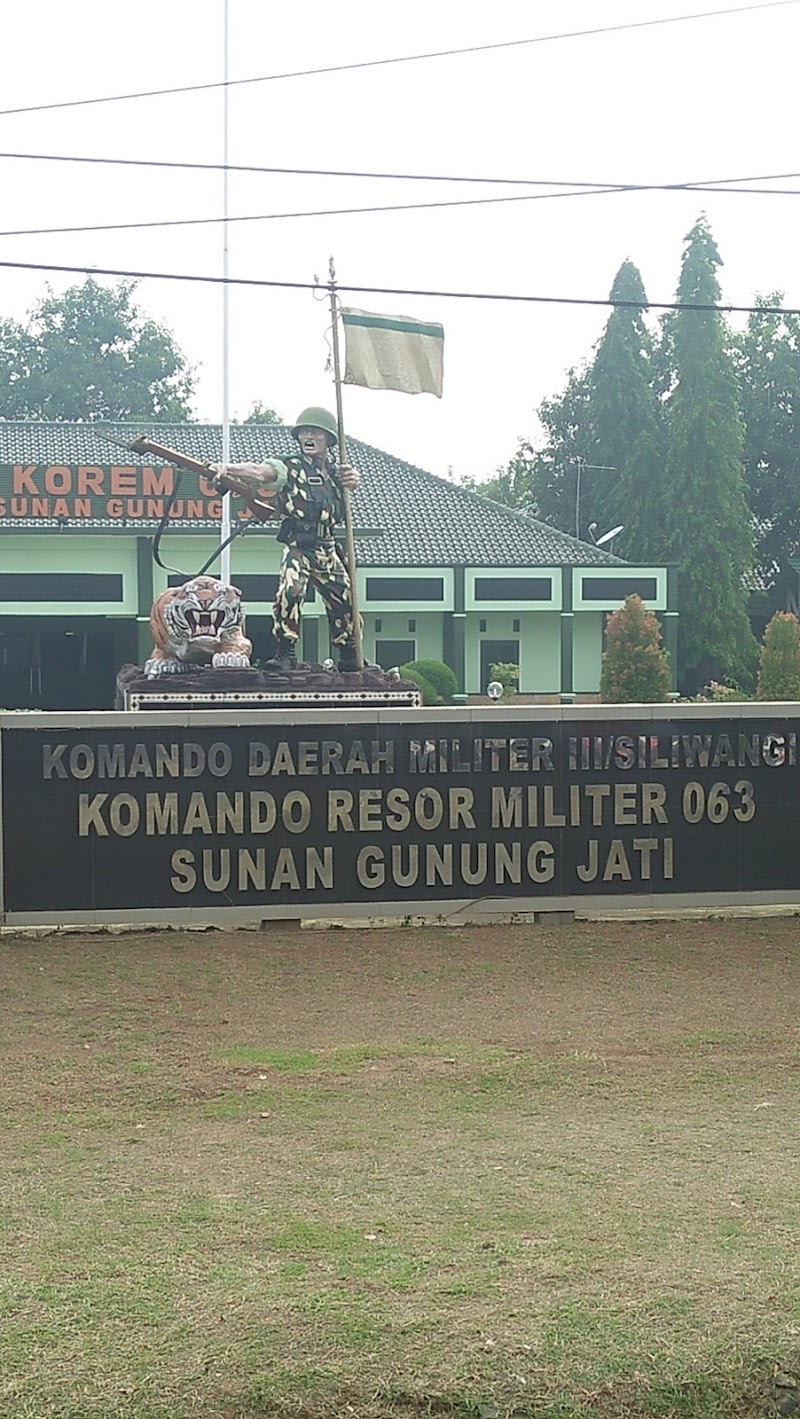 KOREM
SUNAN GUNUNG
KOMANDO DAERAH MILITER III/SILIWANGI
KOMANDO RESOR MILITER 063
SUNAN GUNUNG JATI